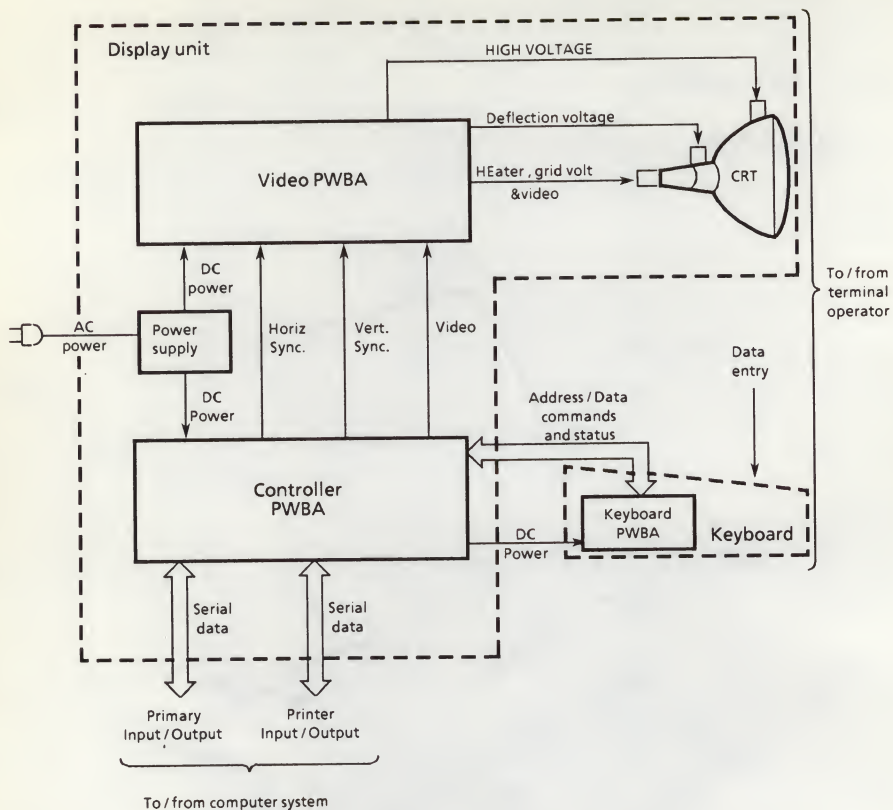 Display unit
HIGH VOLTAGE
Deflection voltage
Video PWBA
HEater, grid volt
&video
CRT
DC
power
AC
power
Power
supply
Horiz
Sync.
Vert.
Sync.
Video
To / from
terminal
operator
DC
Power
Data
entry
Address / Data
commands
and status
Controller
PWBA
Keyboard
PWBA
Keyboard
DC
Power
Serial
data
Serial
data
Primary
Input / Output
Printer
Input / Output
To / from computer system